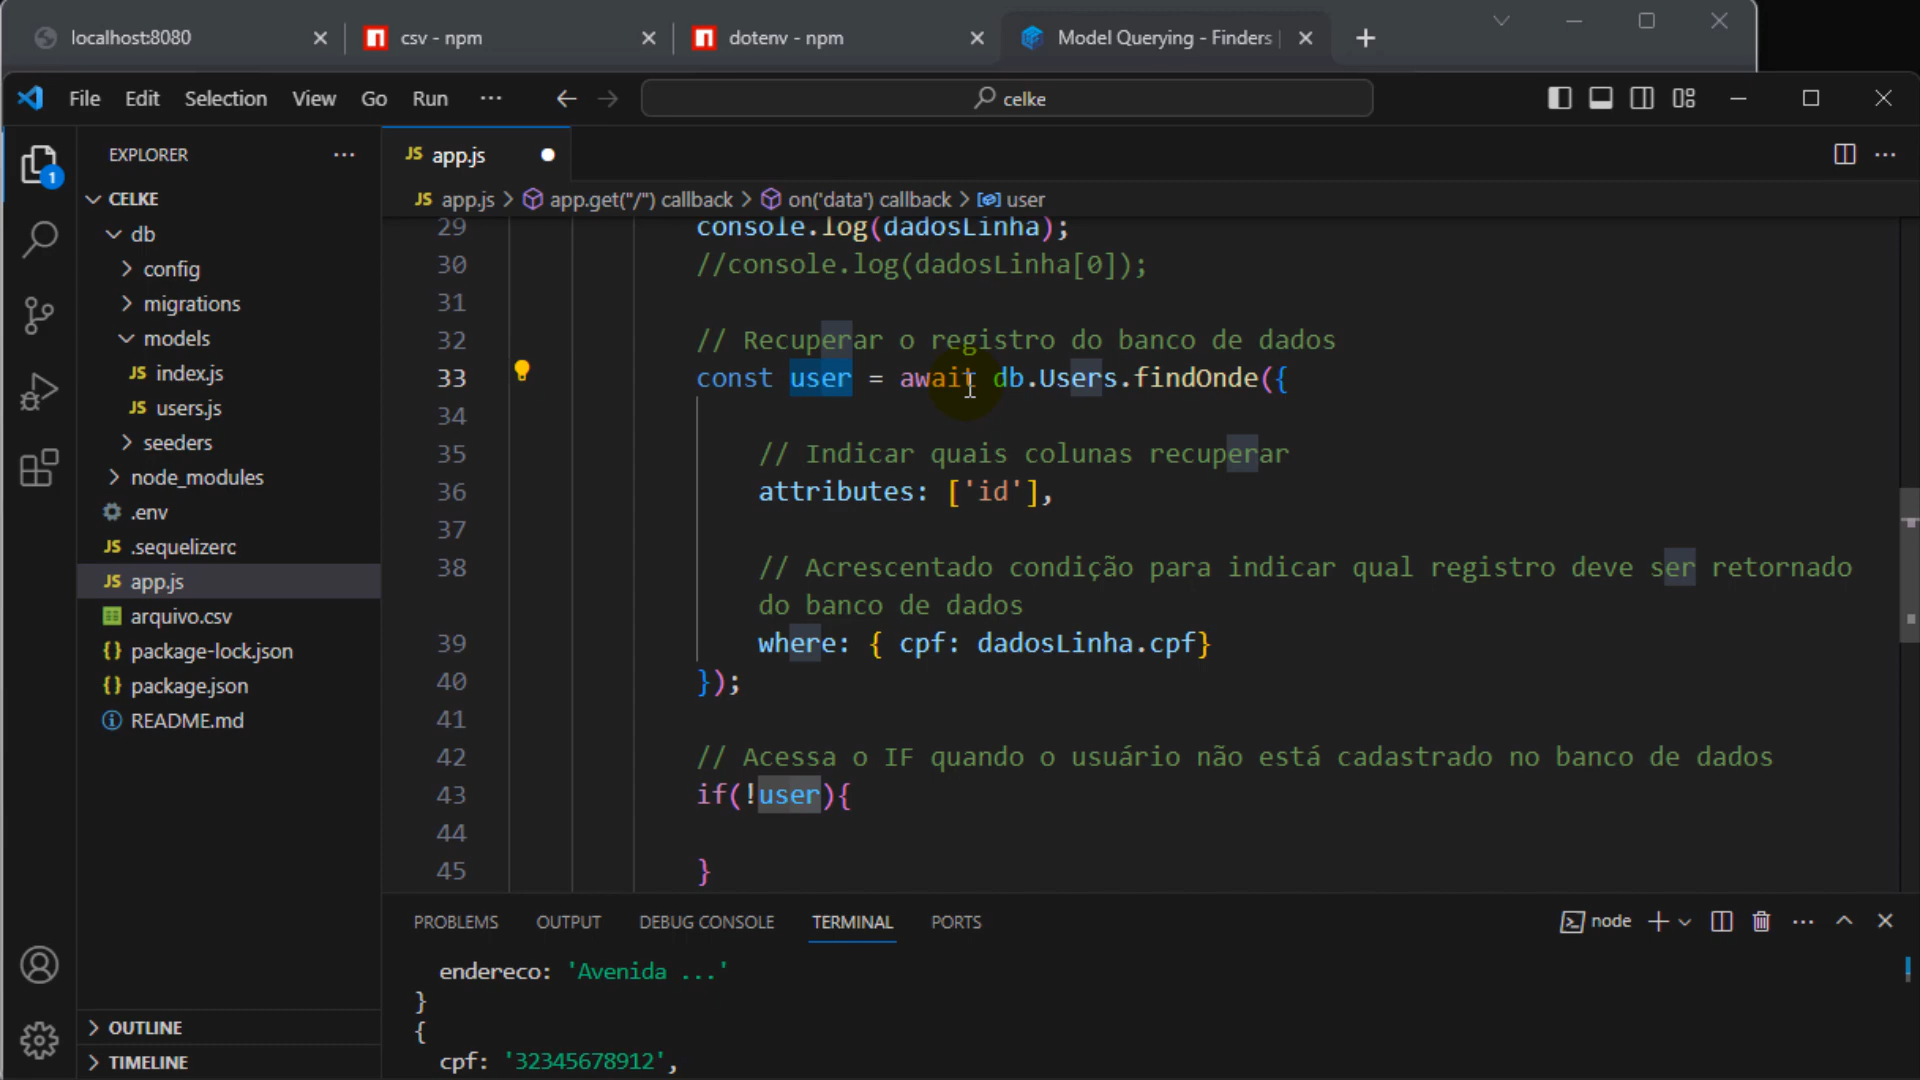 localhost:8080
csv - npm
dotenv - npm
Model Querying - Finders |
File Edit Selection View Go Run ...
celke
EXPLORER
JS app.js
JS app.js > app.get("/") callback > on('data') callback > user
CELKE
db
config
migrations
models
JS index.js
JS users.js
seeders
node_modules
.env
JS .sequelizerc
JS app.js
arquivo.csv
{} package-lock.json
{} package.json
README.md
OUTLINE
TIMELINE
1
29 console.log(dadosLinha);
30 //console.log(dadosLinha[0]);
31
32 // Recuperar o registro do banco de dados
33 const user = await db.Users.findOnde({
34
35 // Indicar quais colunas recuperar
36 attributes: ['id'],
37
38 // Acrescentado condição para indicar qual registro deve ser retornado
do banco de dados
39 where: { cpf: dadosLinha.cpf}
40 });
41
42 // Acessa o IF quando o usuário não está cadastrado no banco de dados
43 if(!user){
44
45 }
PROBLEMS OUTPUT DEBUG CONSOLE TERMINAL PORTS
node
endereco: 'Avenida ...'
}
{
cpf: '32345678912',